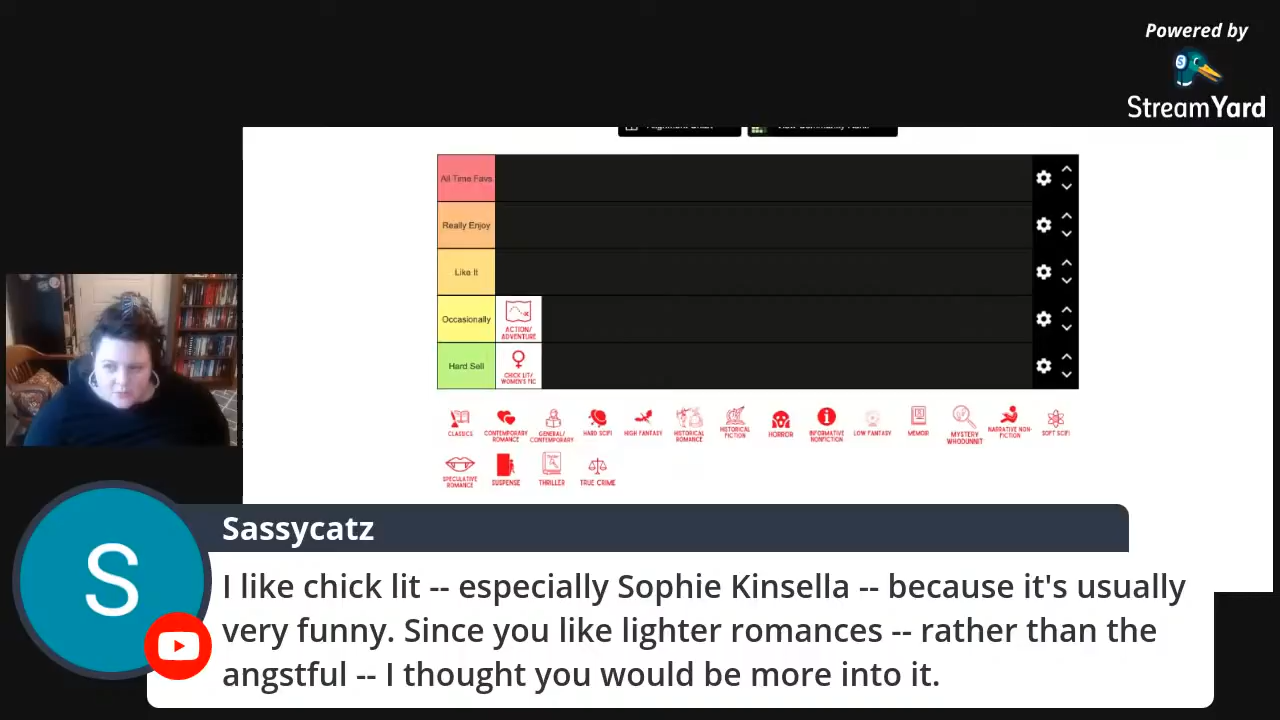 Powered by
StreamYard
All Time Favs
Really Enjoy
Like It
Occasionally
ACTION/
ADVENTURE
Hard Sell
CHICK LIT/
WOMEN'S FIC
CLASSICS
CONTEMPORARY
ROMANCE
GENERAL/
CONTEMPORARY
HARD SCIFI
HIGH FANTASY
HISTORICAL
ROMANCE
HISTORICAL
FICTION
HORROR
INFORMATIVE
NONFICTION
LOW FANTASY
MEMOIR
MYSTERY
WHODUNNIT
NARRATIVE NON-
FICTION
SOFT SCIFI
SPECULATIVE
ROMANCE
SUSPENSE
THRILLER
TRUE CRIME
Sassycatz
S
I like chick lit -- especially Sophie Kinsella -- because it's usually
very funny. Since you like lighter romances -- rather than the
angstful -- I thought you would be more into it.